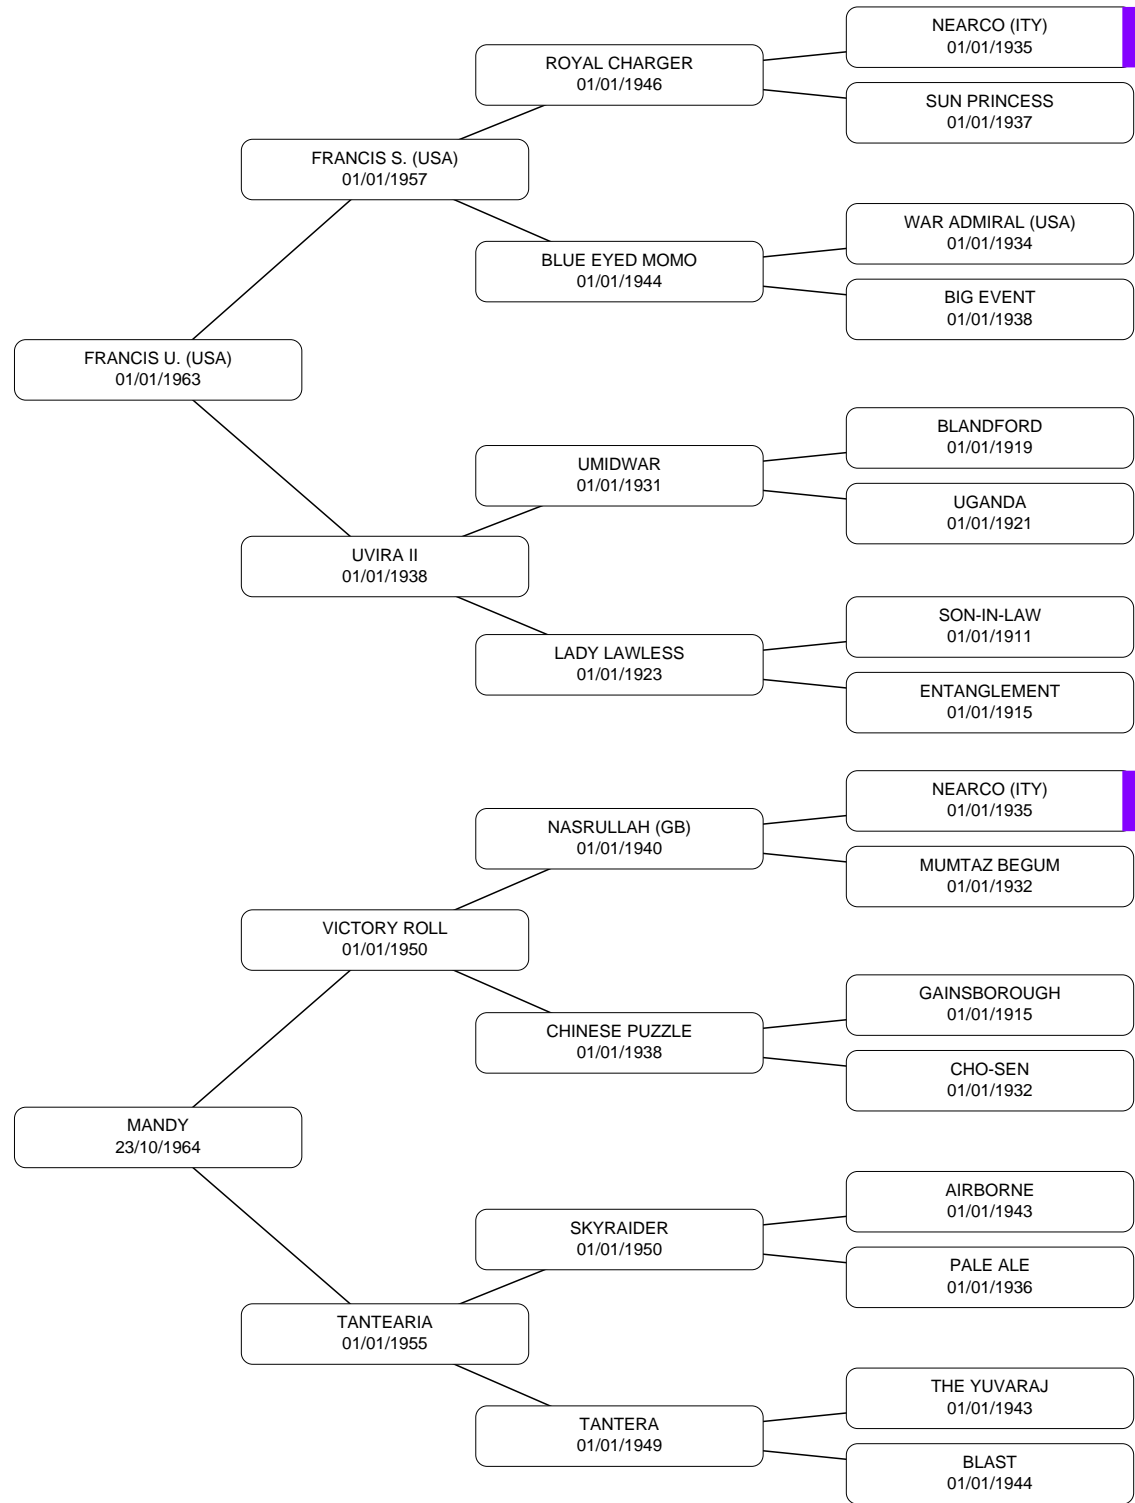 NEARCO (ITY)
01/01/1935
ROYAL CHARGER
01/01/1946
SUN PRINCESS
01/01/1937
FRANCIS S. (USA)
01/01/1957
WAR ADMIRAL (USA)
01/01/1934
BLUE EYED MOMO
01/01/1944
BIG EVENT
01/01/1938
FRANCIS U. (USA)
01/01/1963
BLANDFORD
01/01/1919
UMIDWAR
01/01/1931
UGANDA
01/01/1921
UVIRA II
01/01/1938
SON-IN-LAW
01/01/1911
LADY LAWLESS
01/01/1923
ENTANGLEMENT
01/01/1915
NEARCO (ITY)
01/01/1935
NASRULLAH (GB)
01/01/1940
MUMTAZ BEGUM
01/01/1932
VICTORY ROLL
01/01/1950
GAINSBOROUGH
01/01/1915
CHINESE PUZZLE
01/01/1938
CHO-SEN
01/01/1932
MANDY
23/10/1964
AIRBORNE
01/01/1943
SKYRAIDER
01/01/1950
PALE ALE
01/01/1936
TANTEARIA
01/01/1955
THE YUVARAJ
01/01/1943
TANTERA
01/01/1949
BLAST
01/01/1944